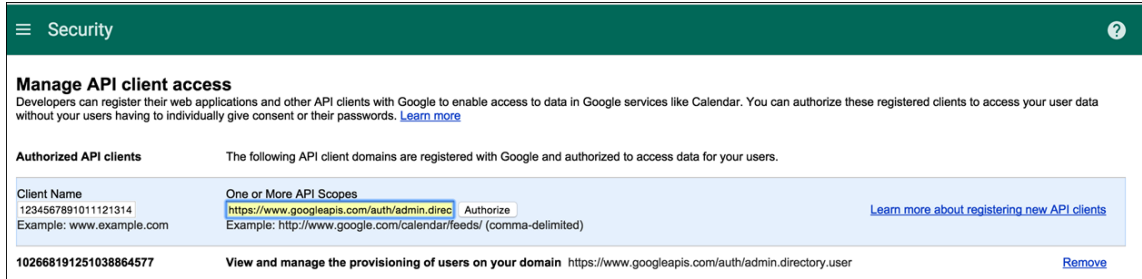 Security
Manage API client access
Developers can register their web applications and other API clients with Google to enable access to data in Google services like Calendar. You can authorize these registered clients to access your user data
without your users having to individually give consent or their passwords. Learn more
Authorized API clients The following API client domains are registered with Google and authorized to access data for your users.
Client Name One or More API Scopes
1234567891011121314 https://www.googleapis.com/auth/admin.direc Authorize Learn more about registering new API clients
Example: www.example.com Example: http://www.google.com/calendar/feeds/ (comma-delimited)
102668191251038864577 View and manage the provisioning of users on your domain https://www.googleapis.com/auth/admin.directory.user Remove